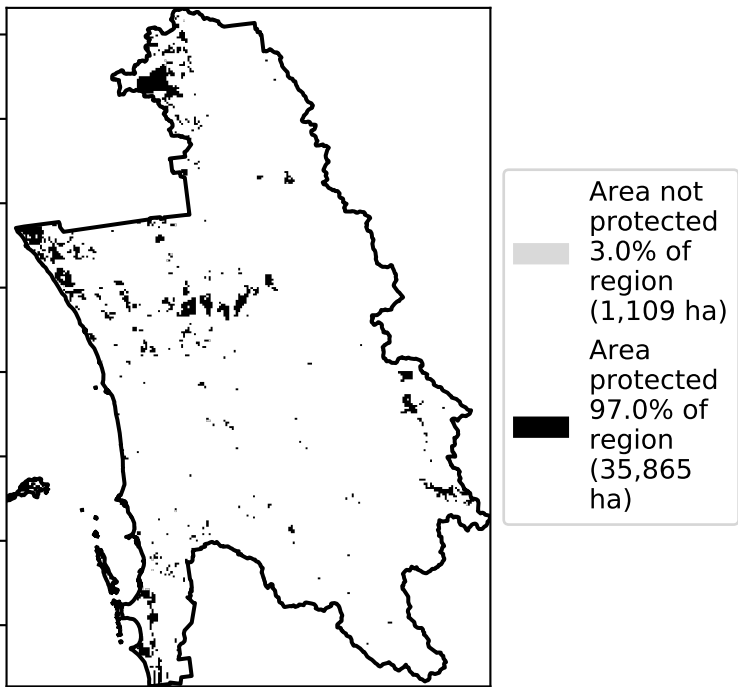 Area not
protected
3.0% of
region
(1,109 ha)
Area
protected
97.0% of
region
(35,865
ha)